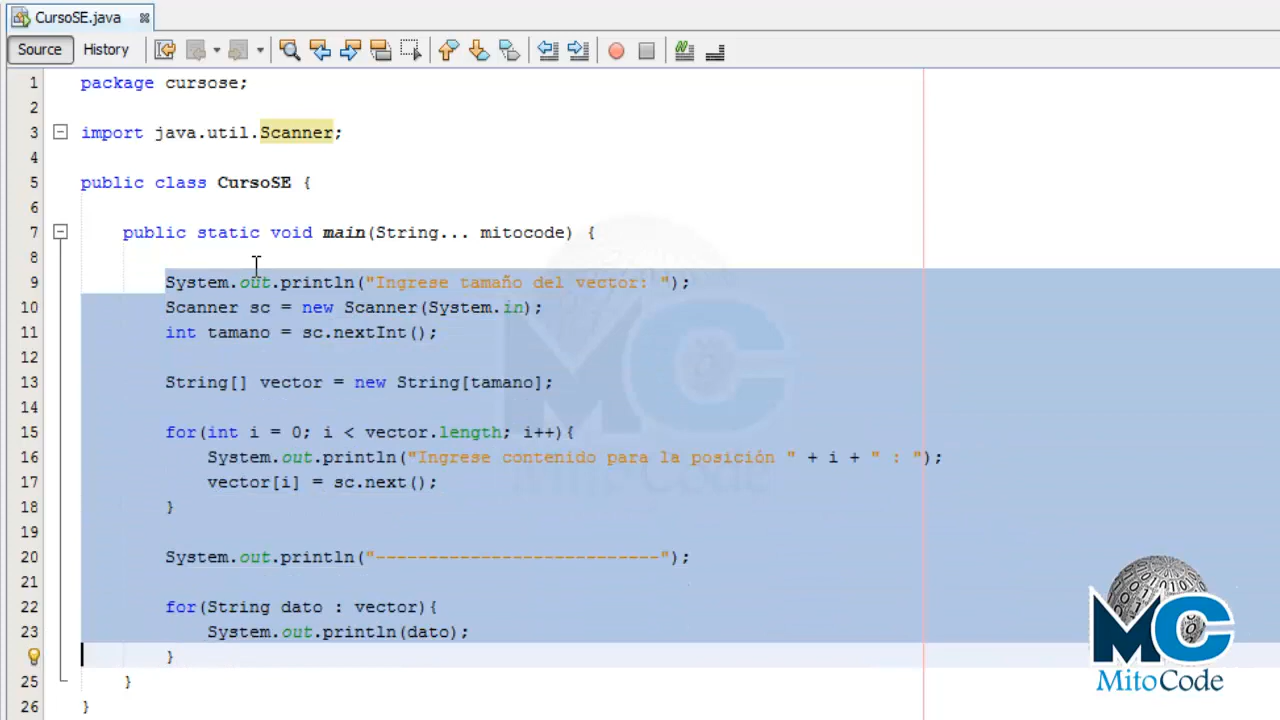 CursoSE.java
Source History
1 package cursose;
2
3 import java.util.Scanner;
4
5 public class CursoSE {
6
7 public static void main(String... mitocode) {
8
9 System.out.println("Ingrese tamaño del vector: ");
10 Scanner sc = new Scanner(System.in);
11 int tamano = sc.nextInt();
12
13 String[] vector = new String[tamano];
14
15 for(int i = 0; i < vector.length; i++){
16 System.out.println("Ingrese contenido para la posición " + i + " : ");
17 vector[i] = sc.next();
18 }
19
20 System.out.println("---------------------------");
21
22 for(String dato : vector){
23 System.out.println(dato);
}
25 }
26 }
MC
MitoCode
MC
MitoCode